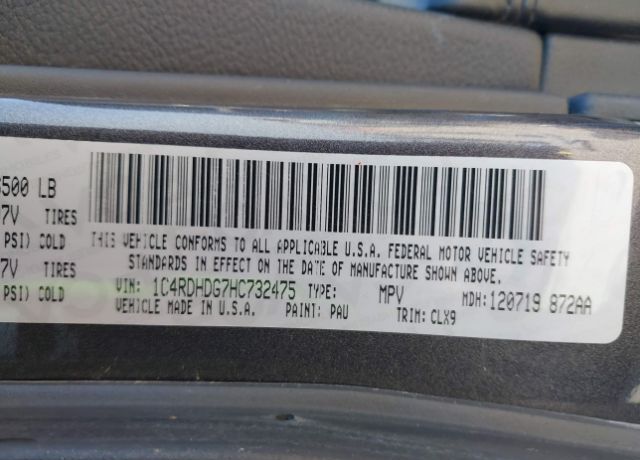 500 LB
7V TIRES
PSI) COLD
7V TIRES
PSI) COLD
THIS VEHICLE CONFORMS TO ALL APPLICABLE U.S.A. FEDERAL MOTOR VEHICLE SAFETY
STANDARDS IN EFFECT ON THE DATE OF MANUFACTURE SHOWN ABOVE.
VIN: 1C4RDHDG7HC732475 TYPE: MPV MDH:120719 872AA
VEHICLE MADE IN U.S.A. PAINT: PAU TRIM: CLX9